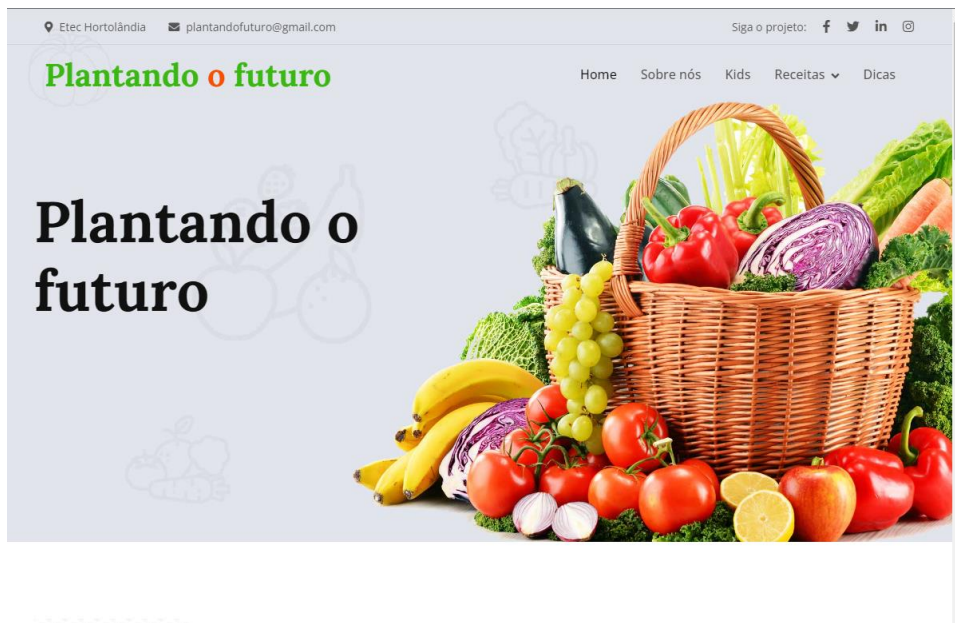 Etec Hortolândia plantandofuturo@gmail.com Siga o projeto:
Plantando o futuro Home Sobre nós Kids Receitas Dicas
Plantando o
futuro